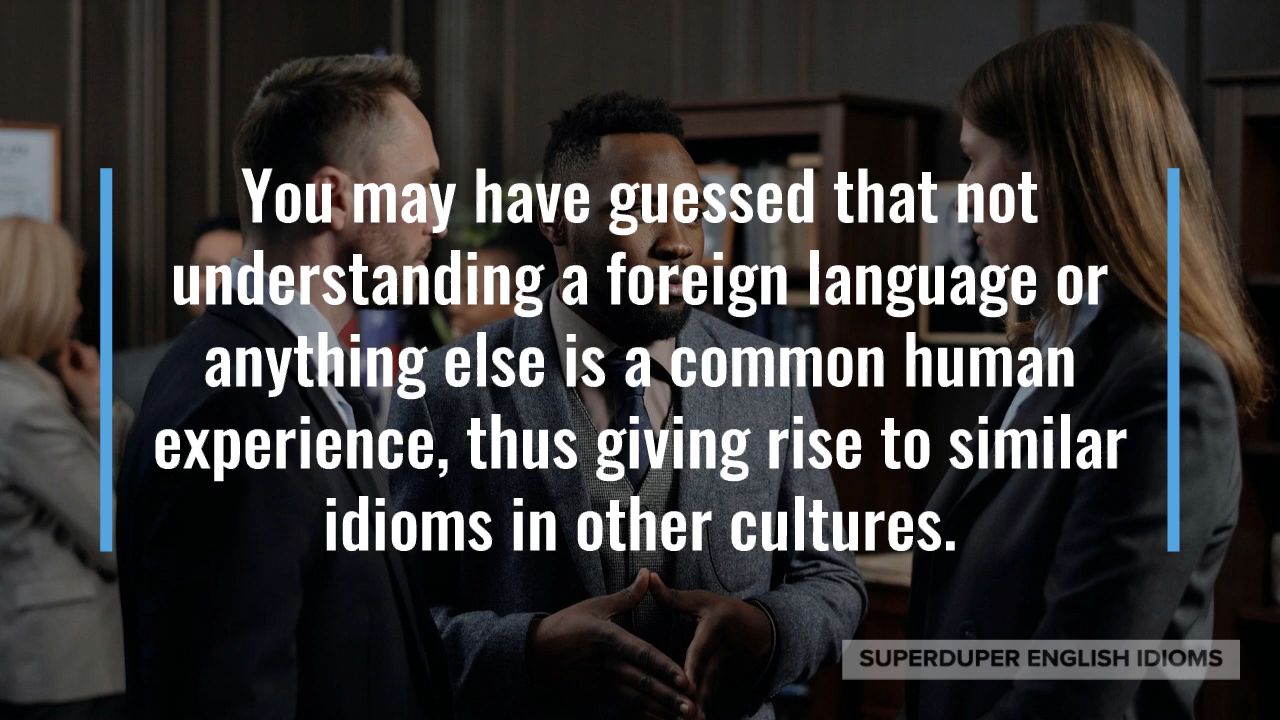 You may have guessed that not
understanding a foreign language or
anything else is a common human
experience, thus giving rise to similar
idioms in other cultures.
SUPERDUPER ENGLISH IDIOMS